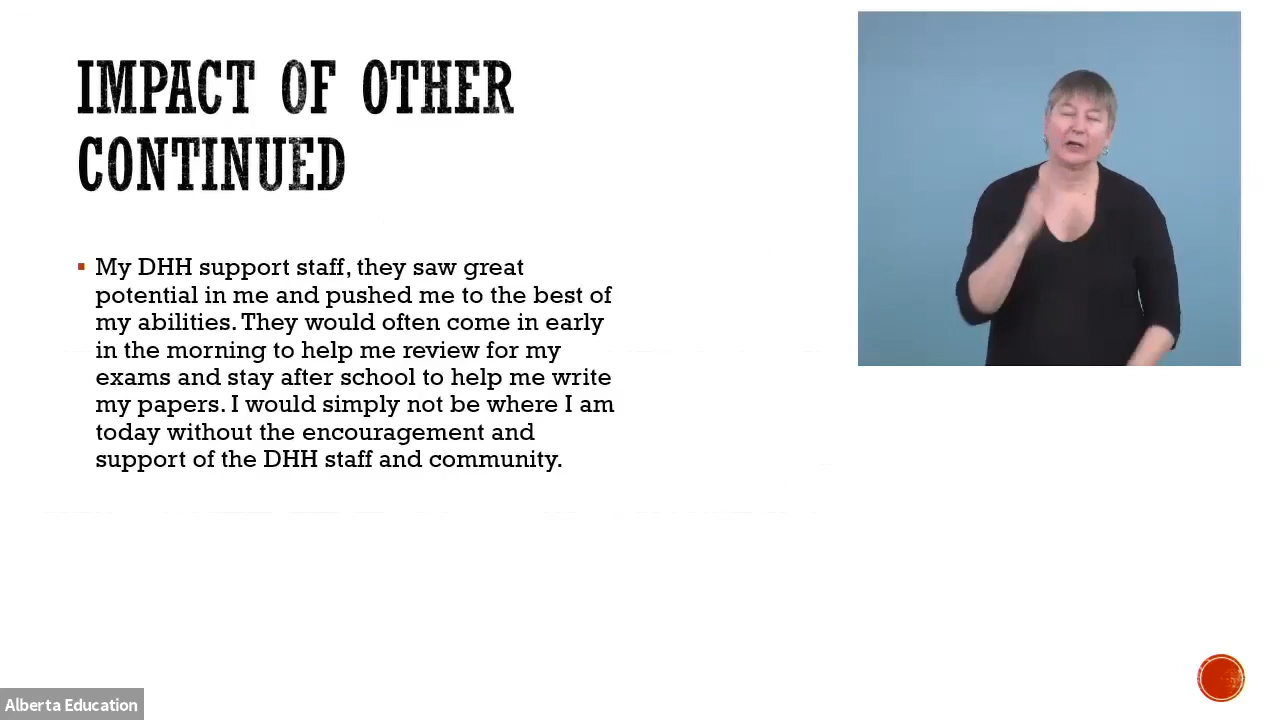 IMPACT OF OTHER
CONTINUED
My DHH support staff, they saw great
potential in me and pushed me to the best of
my abilities. They would often come in early
in the morning to help me review for my
exams and stay after school to help me write
my papers. I would simply not be where I am
today without the encouragement and
support of the DHH staff and community.
Alberta Education